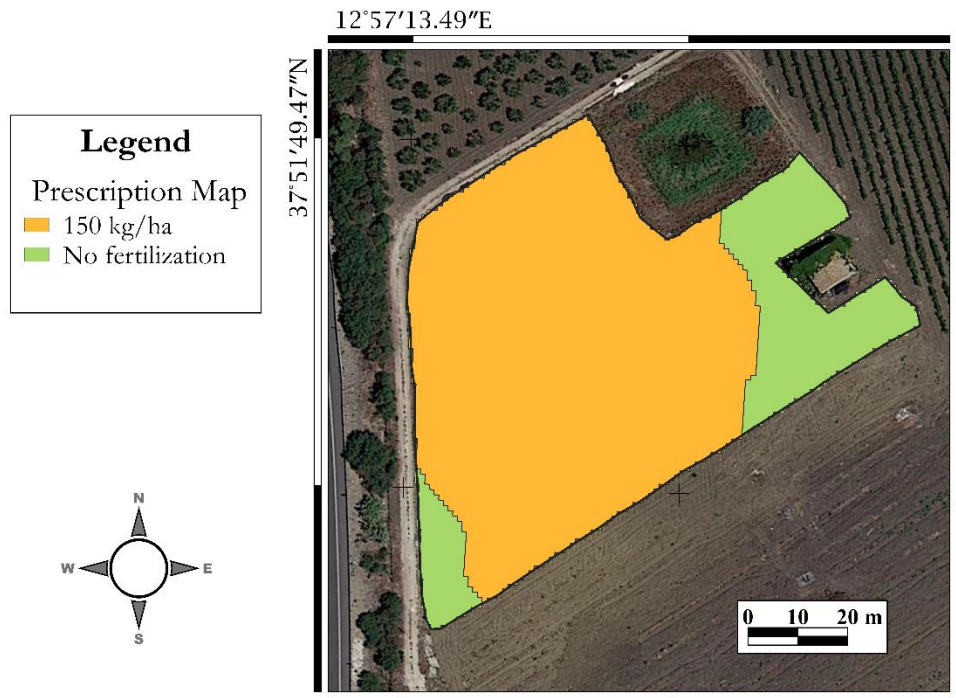 12°57′13.49″E
37°51′49.47″N
Legend
Prescription Map
150 kg/ha
No fertilization
N
W E
S
0 10 20 m